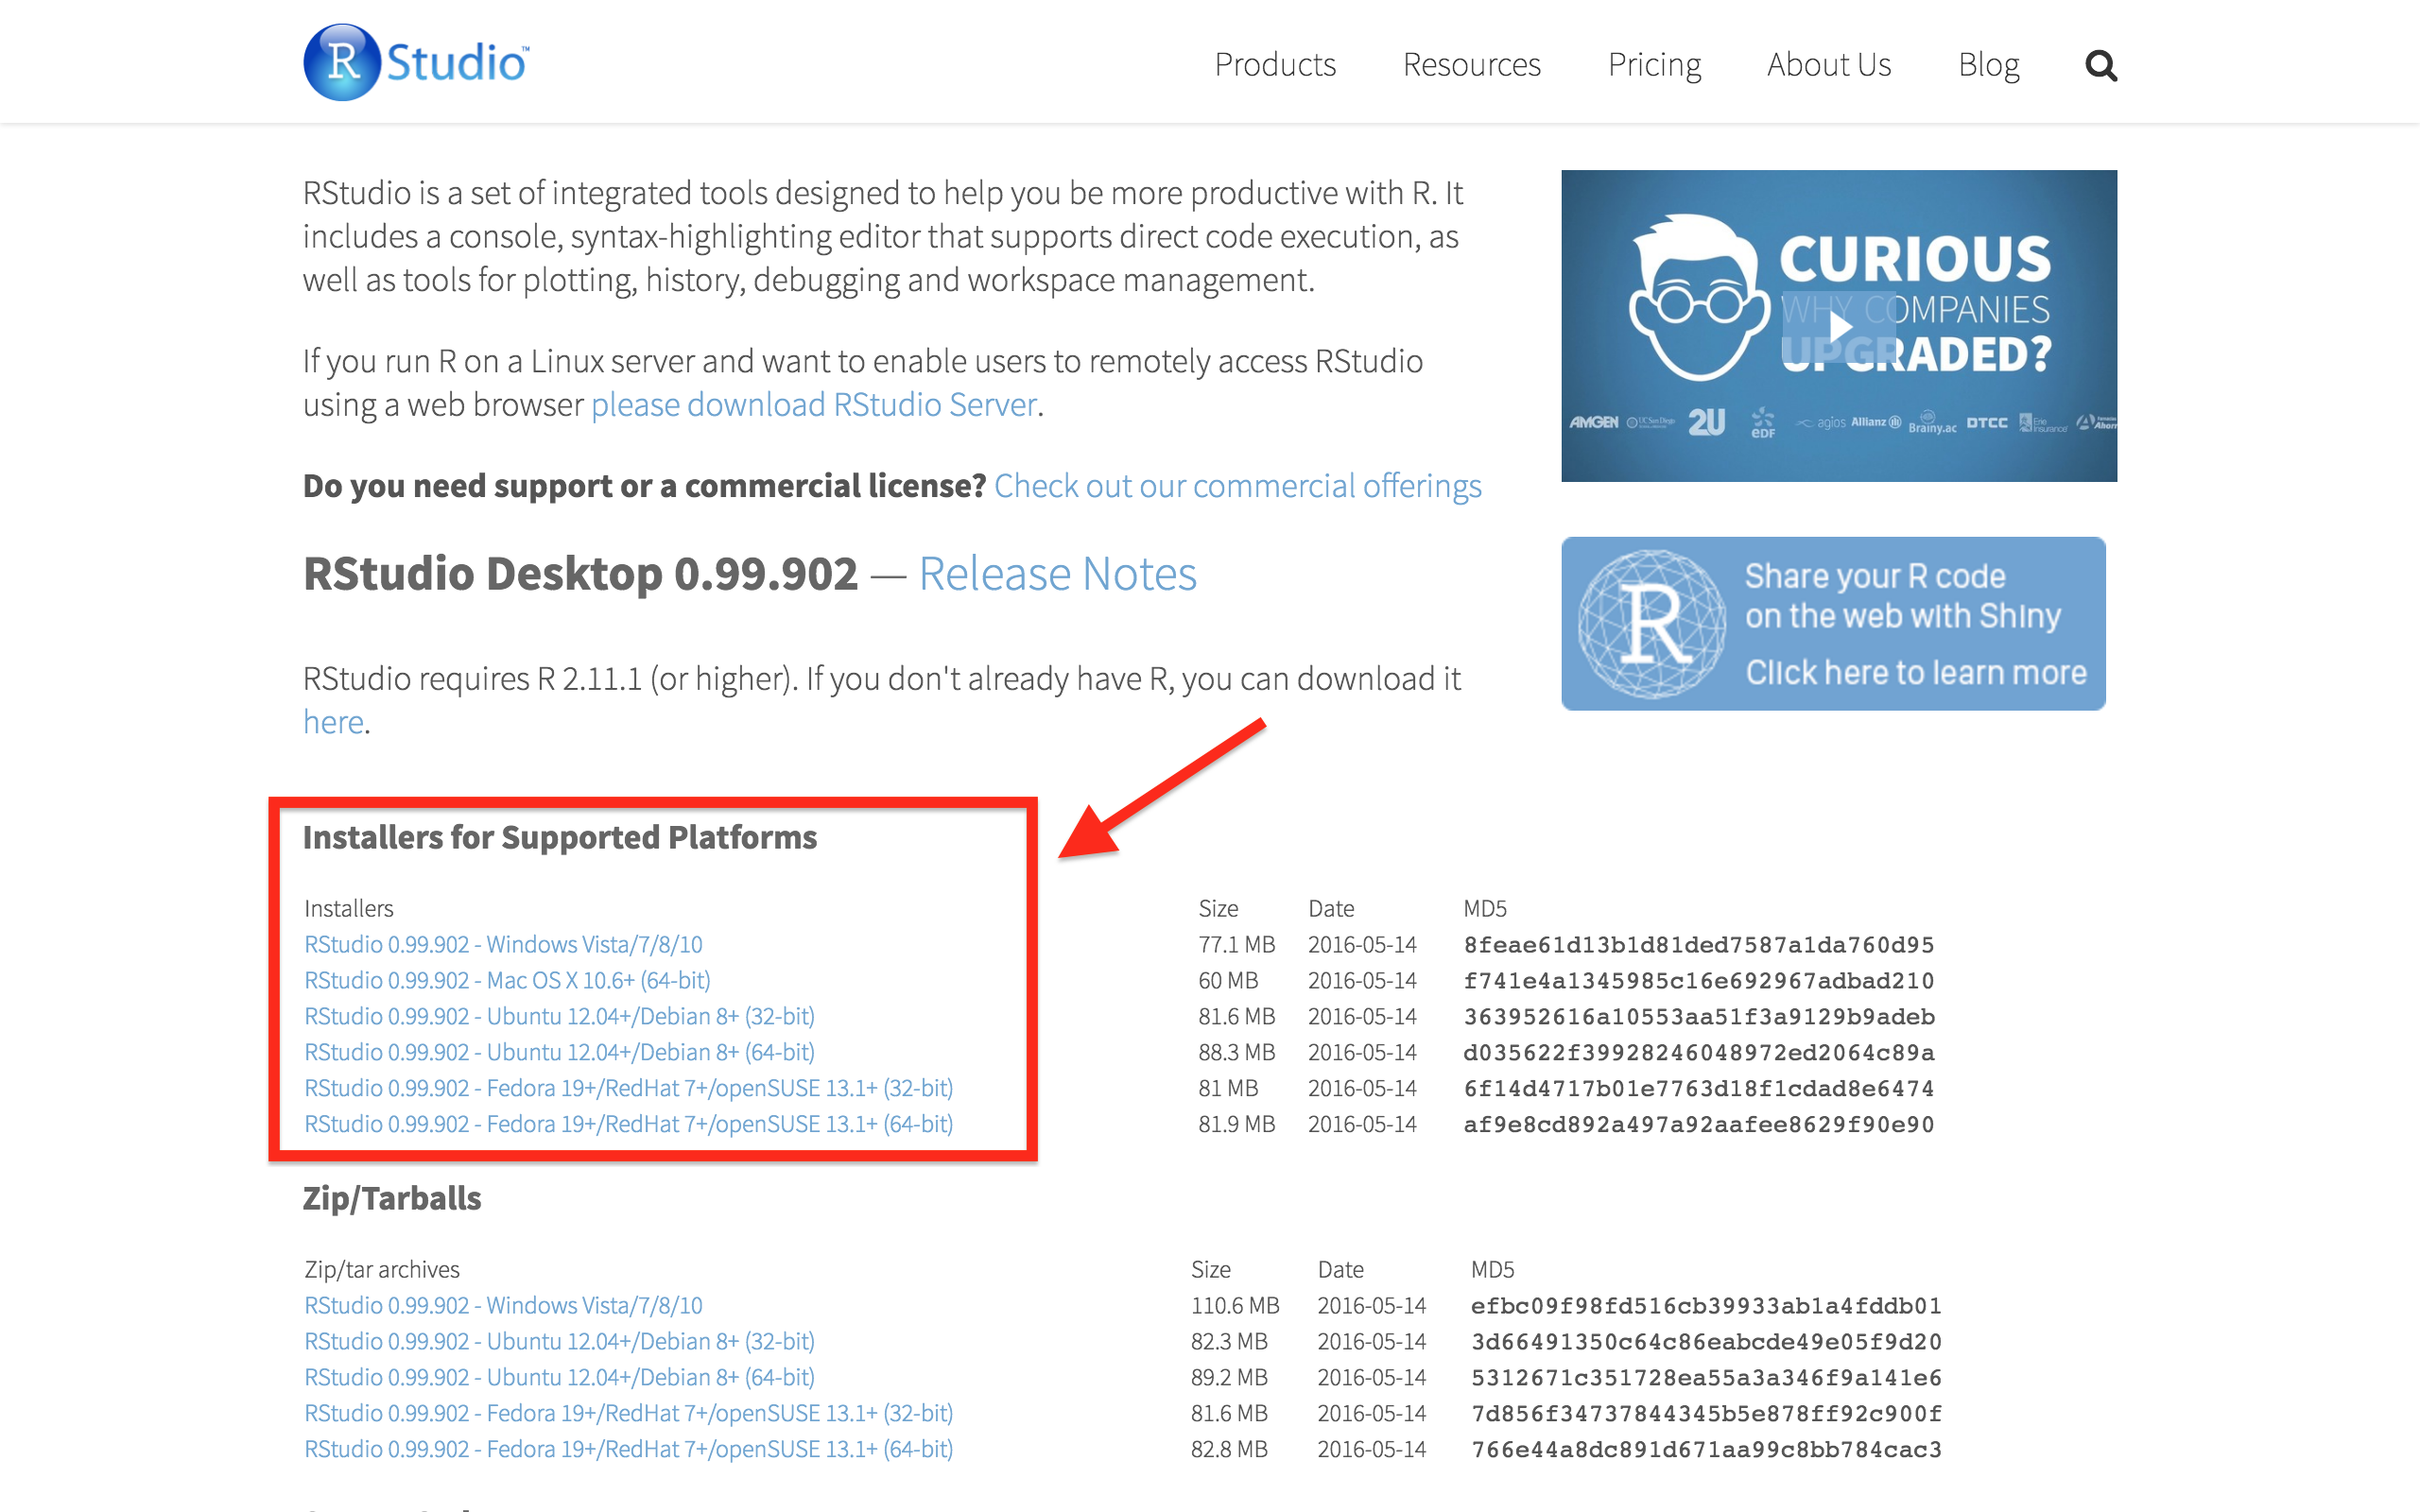 R Studio™
Products Resources Pricing About Us Blog
RStudio is a set of integrated tools designed to help you be more productive with R. It
includes a console, syntax-highlighting editor that supports direct code execution, as
well as tools for plotting, history, debugging and workspace management.
If you run R on a Linux server and want to enable users to remotely access RStudio
using a web browser please download RStudio Server.
Do you need support or a commercial license? Check out our commercial offerings
CURIOUS
WHY COMPANIES
UPGRADED?
AMGEN UC San Diego 2U eDF agios Allianz Brainy.ac DTCC Erie Insurance
RStudio Desktop 0.99.902 — Release Notes
R
Share your R code
on the web with Shiny
Click here to learn more
RStudio requires R 2.11.1 (or higher). If you don't already have R, you can download it
here.
Installers for Supported Platforms
Installers Size Date MD5
RStudio 0.99.902 - Windows Vista/7/8/10 77.1 MB 2016-05-14 8feae61d13b1d81ded7587a1da760d95
RStudio 0.99.902 - Mac OS X 10.6+ (64-bit) 60 MB 2016-05-14 f741e4a1345985c16e692967adbad210
RStudio 0.99.902 - Ubuntu 12.04+/Debian 8+ (32-bit) 81.6 MB 2016-05-14 363952616a10553aa51f3a9129b9adeb
RStudio 0.99.902 - Ubuntu 12.04+/Debian 8+ (64-bit) 88.3 MB 2016-05-14 d035622f39928246048972ed2064c89a
RStudio 0.99.902 - Fedora 19+/RedHat 7+/openSUSE 13.1+ (32-bit) 81 MB 2016-05-14 6f14d4717b01e7763d18f1cdad8e6474
RStudio 0.99.902 - Fedora 19+/RedHat 7+/openSUSE 13.1+ (64-bit) 81.9 MB 2016-05-14 af9e8cd892a497a92aafee8629f90e90
Zip/Tarballs
Zip/tar archives Size Date MD5
RStudio 0.99.902 - Windows Vista/7/8/10 110.6 MB 2016-05-14 efbc09f98fd516cb39933ab1a4fddb01
RStudio 0.99.902 - Ubuntu 12.04+/Debian 8+ (32-bit) 82.3 MB 2016-05-14 3d66491350c64c86eabcde49e05f9d20
RStudio 0.99.902 - Ubuntu 12.04+/Debian 8+ (64-bit) 89.2 MB 2016-05-14 5312671c351728ea55a3a346f9a141e6
RStudio 0.99.902 - Fedora 19+/RedHat 7+/openSUSE 13.1+ (32-bit) 81.6 MB 2016-05-14 7d856f34737844345b5e878ff92c900f
RStudio 0.99.902 - Fedora 19+/RedHat 7+/openSUSE 13.1+ (64-bit) 82.8 MB 2016-05-14 766e44a8dc891d671aa99c8bb784cac3